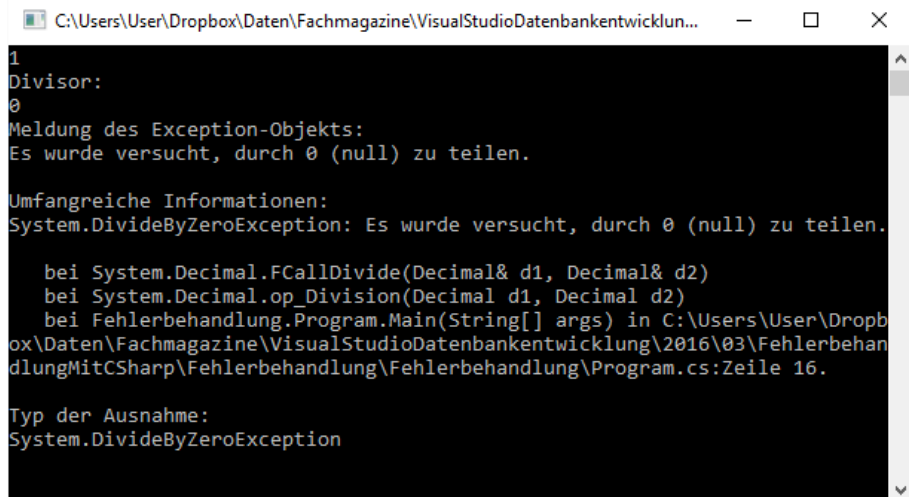 C:\Users\User\Dropbox\Daten\Fachmagazine\VisualStudioDatenbankentwicklun...
1
Divisor:
0
Meldung des Exception-Objekts:
Es wurde versucht, durch 0 (null) zu teilen.
Umfangreiche Informationen:
System.DivideByZeroException: Es wurde versucht, durch 0 (null) zu teilen.
bei System.Decimal.FCallDivide(Decimal& d1, Decimal& d2)
bei System.Decimal.op_Division(Decimal d1, Decimal d2)
bei Fehlerbehandlung.Program.Main(String[] args) in C:\Users\User\Dropb
ox\Daten\Fachmagazine\VisualStudioDatenbankentwicklung\2016\03\Fehlerbehan
dlungMitCSharp\Fehlerbehandlung\Fehlerbehandlung\Program.cs:Zeile 16.
Typ der Ausnahme:
System.DivideByZeroException